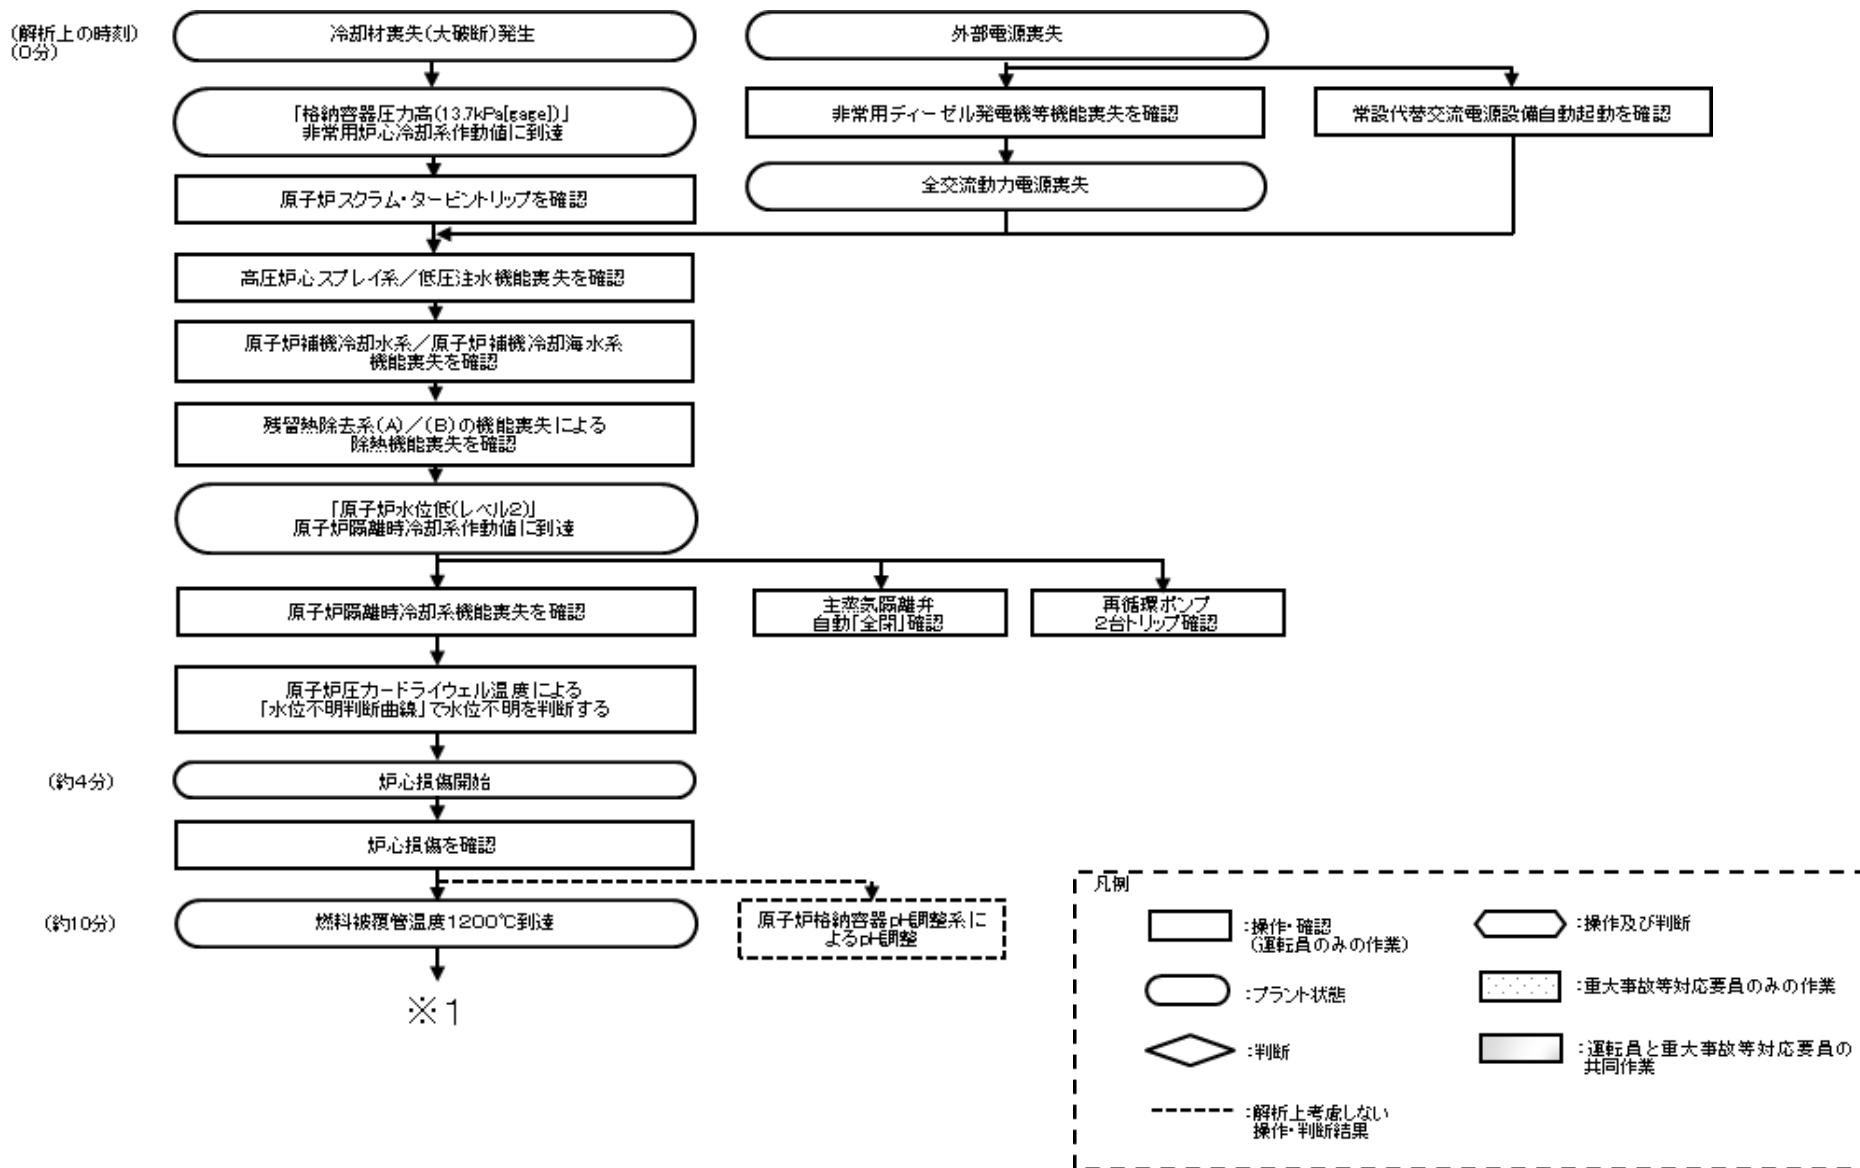 (解析上の時刻)
(0分)
冷却材喪失(大破断)発生
外部電源喪失
「格納容器圧力高(13.7kPa[gage])」
非常用炉心冷却系作動値に到達
非常用ディーゼル発電機等機能喪失を確認
常設代替交流電源設備自動起動を確認
原子炉スクラム・タービントリップを確認
全交流動力電源喪失
高圧炉心スプレイ系／低圧注水機能喪失を確認
原子炉補機冷却水系／原子炉補機冷却海水系
機能喪失を確認
残留熱除去系(A)／(B)の機能喪失による
除熱機能喪失を確認
「原子炉水位低(レベル2)」
原子炉隔離時冷却系作動値に到達
原子炉隔離時冷却系機能喪失を確認
主蒸気隔離弁
自動「全閉」確認
再循環ポンプ
2台トリップ確認
原子炉圧力－ドライウェル温度による
「水位不明判断曲線」で水位不明を判断する
(約4分)
炉心損傷開始
炉心損傷を確認
(約10分)
燃料被覆管温度1200℃到達
原子炉格納容器pH調整系に
よるpH調整
※1
凡例
:操作・確認
(運転員のみの作業)
:操作及び判断
:プラント状態
:重大事故等対応要員のみの作業
:判断
:運転員と重大事故等対応要員の
共同作業
:解析上考慮しない
操作・判断結果